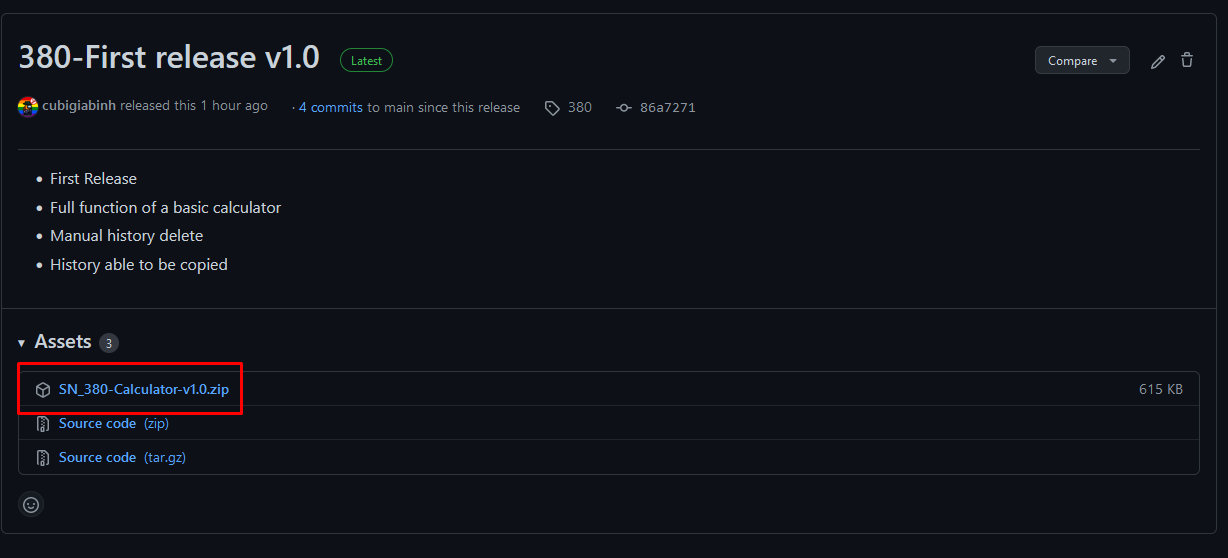 380-First release v1.0 Latest Compare
cubigiabinh released this 1 hour ago · 4 commits to main since this release 380 86a7271
First Release
Full function of a basic calculator
Manual history delete
History able to be copied
Assets 3
SN_380-Calculator-v1.0.zip 615 KB
Source code (zip)
Source code (tar.gz)